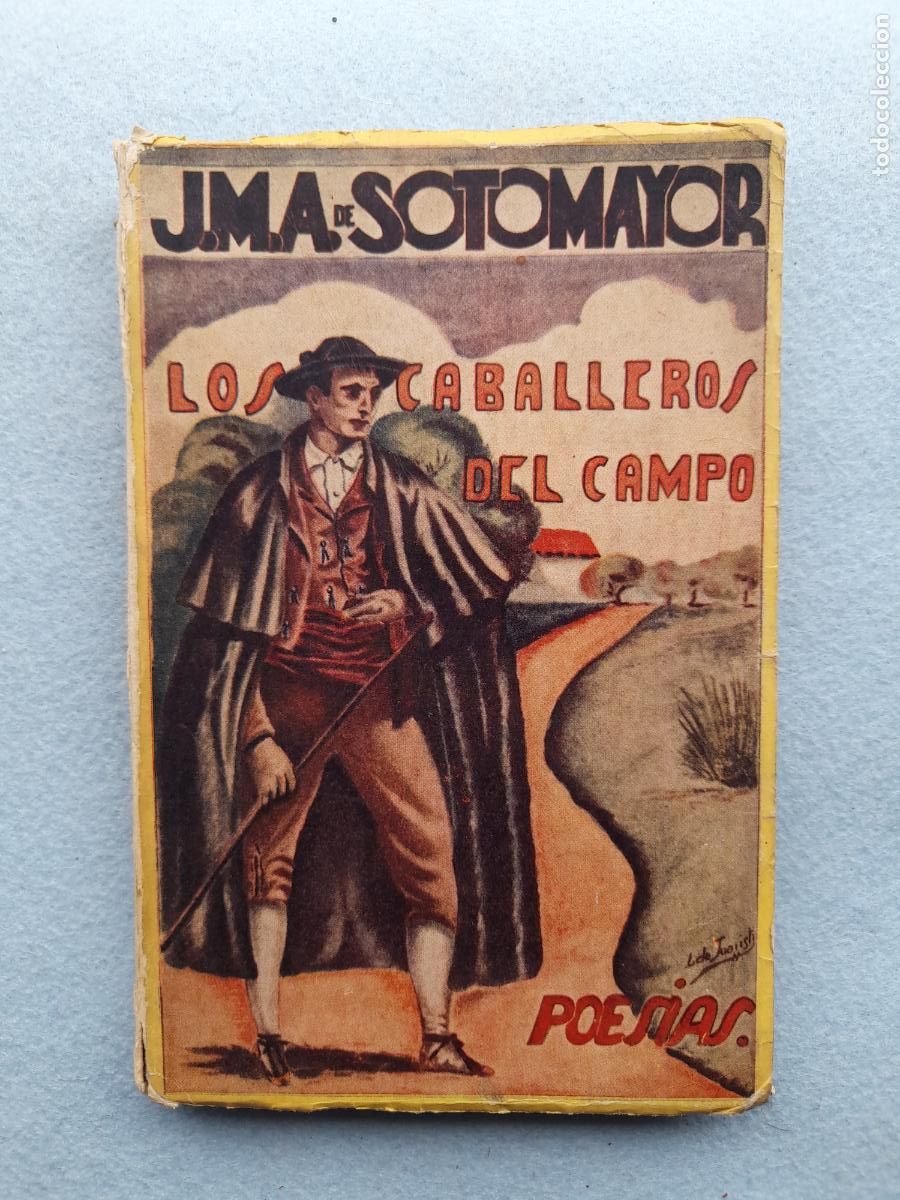 J.M.A. DE SOTOMAYOR
LOS CABALLEROS
DEL CAMPO
POESIAS.
todocoleccion